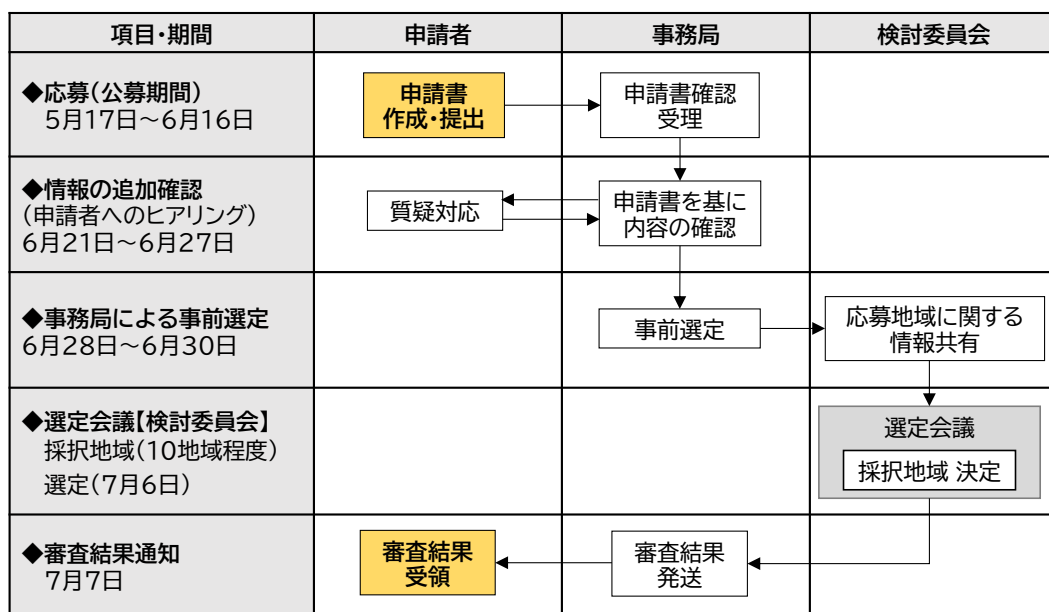 項目・期間
申請者
事務局
検討委員会
◆応募(公募期間)
5月17日～6月16日
申請書
作成・提出
申請書確認
受理
◆情報の追加確認
(申請者へのヒアリング)
6月21日～6月27日
質疑対応
申請書を基に
内容の確認
◆事務局による事前選定
6月28日～6月30日
事前選定
応募地域に関する
情報共有
◆選定会議【検討委員会】
採択地域(10地域程度)
選定(7月6日)
選定会議
採択地域 決定
◆審査結果通知
7月7日
審査結果
受領
審査結果
発送